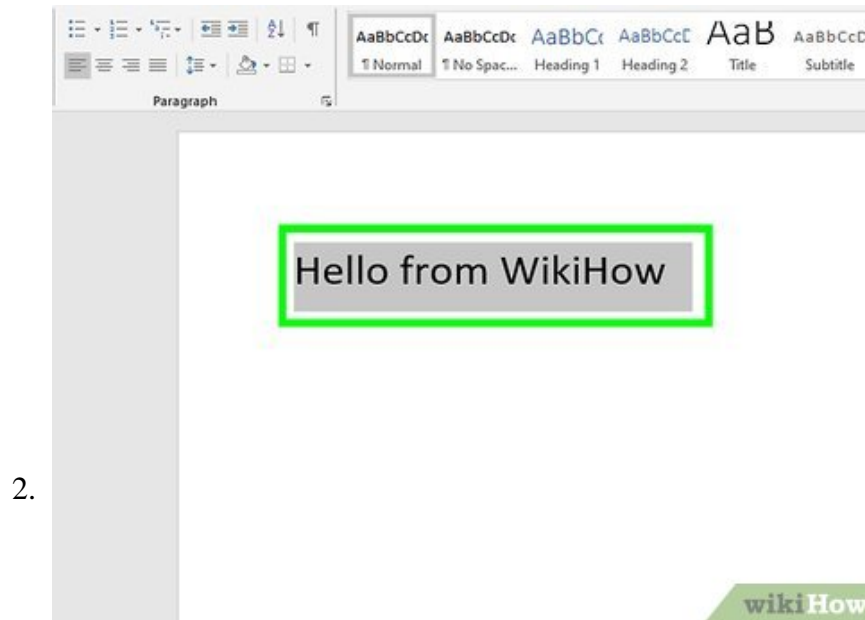 AaBbCcDc AaBbCcDc AaBbCc AaBbCcC AaB AaBbCcD
¶ Normal ¶ No Spac... Heading 1 Heading 2 Title Subtitle
Paragraph
Hello from WikiHow
2.
wikiHow